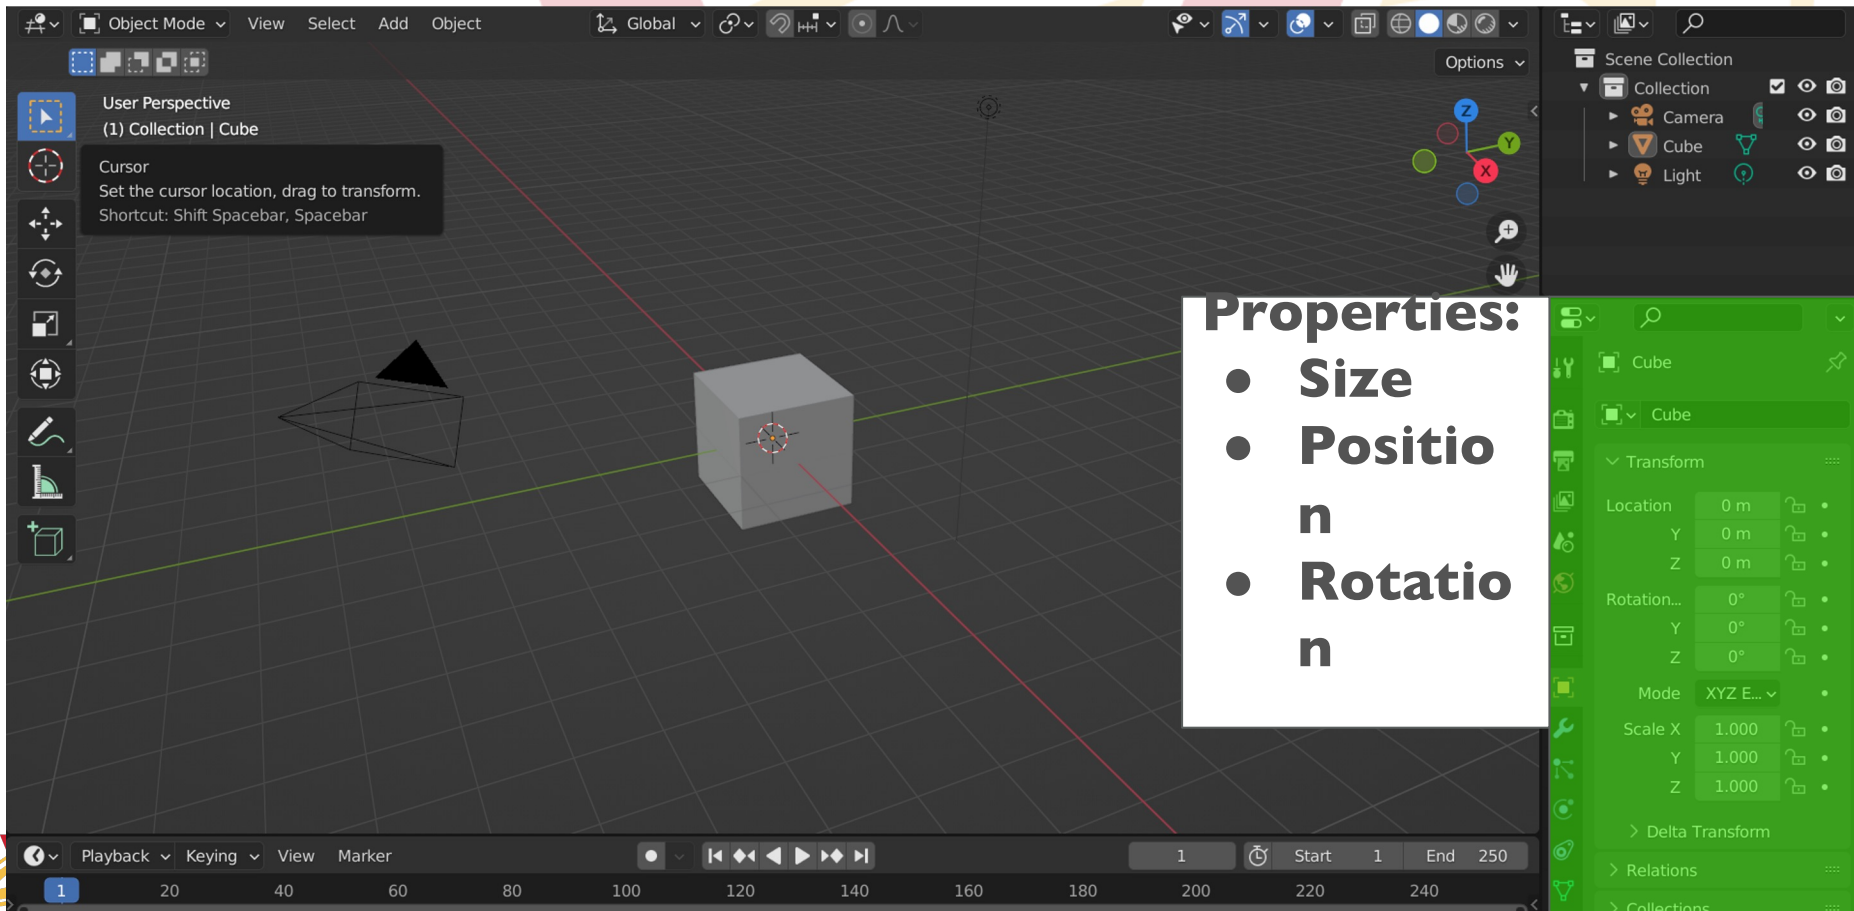 Object Mode View Select Add Object Global
Options
User Perspective
(1) Collection | Cube
Cursor
Set the cursor location, drag to transform.
Shortcut: Shift Spacebar, Spacebar
Z
Y
X
Scene Collection
Collection
Camera
Cube
Light
Properties:
● Size
● Positio
n
● Rotatio
n
Cube
Cube
Transform
Location 0 m
Y 0 m
Z 0 m
Rotation... 0°
Y 0°
Z 0°
Mode XYZ E...
Scale X 1.000
Y 1.000
Z 1.000
Delta Transform
Relations
Collections
Playback Keying View Marker 1 Start 1 End 250
1 20 40 60 80 100 120 140 160 180 200 220 240